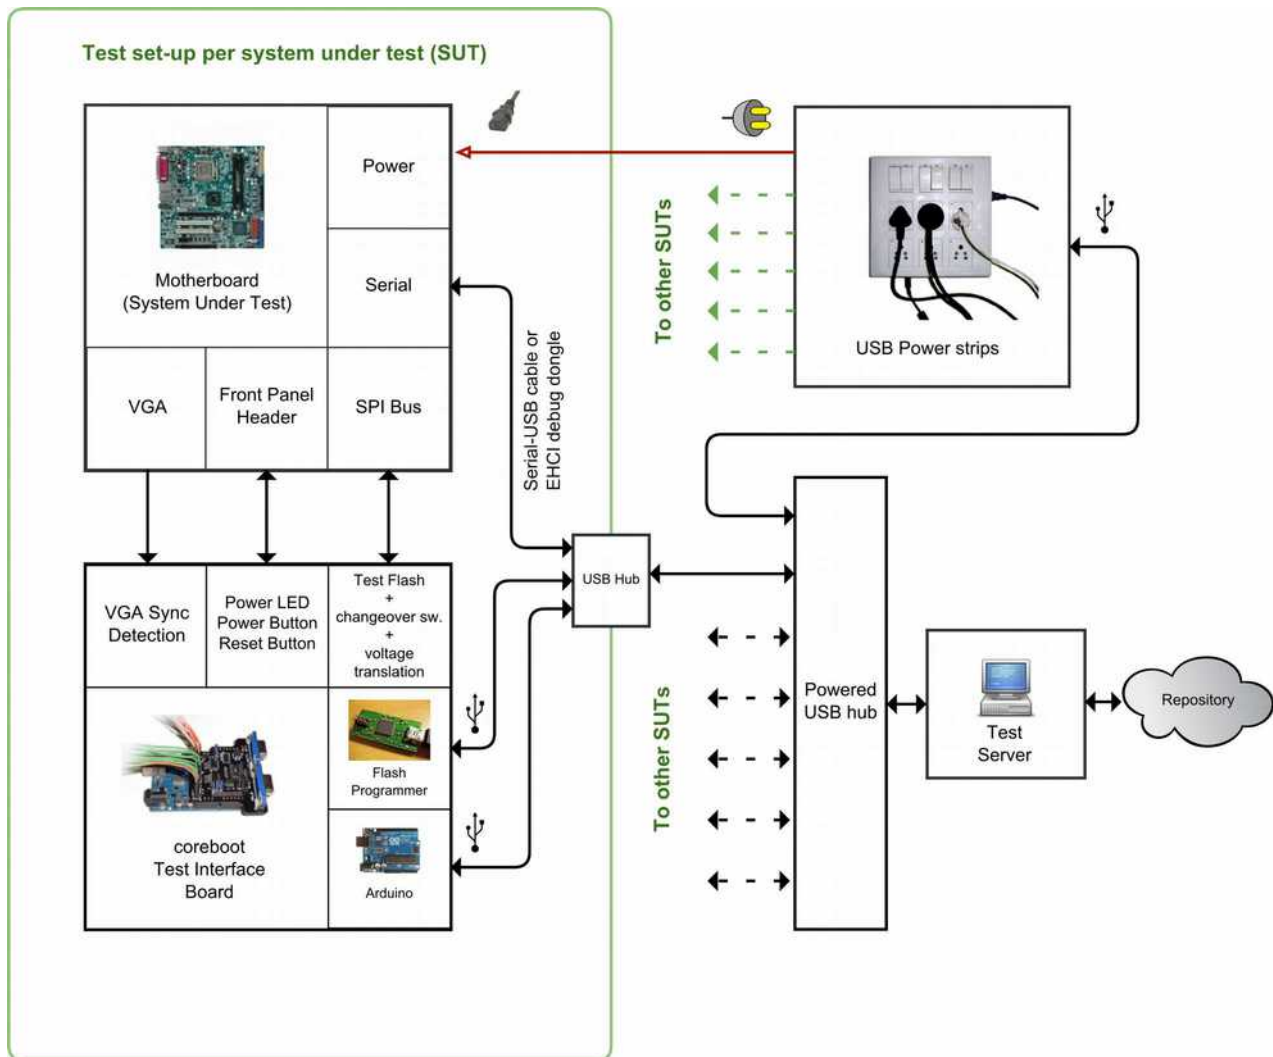 Test set-up per system under test (SUT)
Power
Motherboard
(System Under Test)
Serial
VGA
Front Panel
Header
SPI Bus
Serial-USB cable or
EHCI debug dongle
To other SUTs
USB Power strips
VGA Sync
Detection
Power LED
Power Button
Reset Button
Test Flash
+
changeover sw.
+
voltage
translation
USB Hub
Flash
Programmer
coreboot
Test Interface
Board
Arduino
To other SUTs
Powered
USB hub
Test
Server
Repository